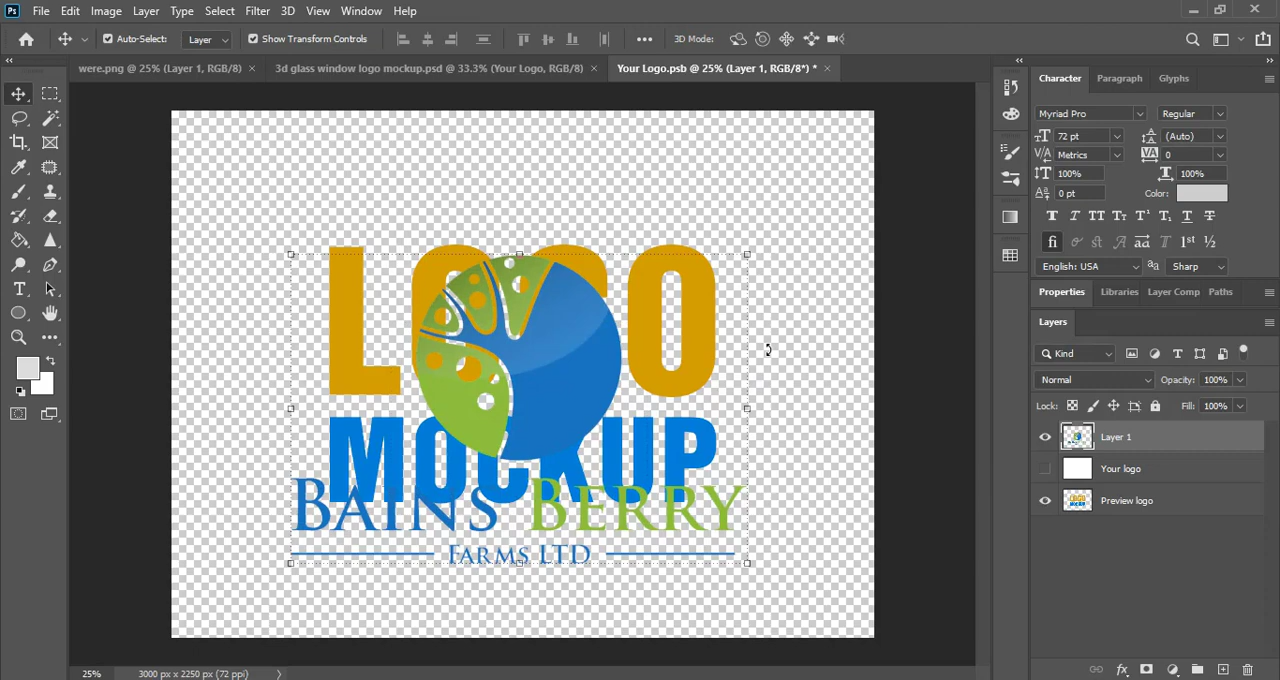 Ps File Edit Image Layer Type Select Filter 3D View Window Help
Auto-Select: Layer Show Transform Controls 3D Mode:
were.png @ 25% (Layer 1, RGB/8) × 3d glass window logo mockup.psd @ 33.3% (Your Logo, RGB/8) × Your Logo.psb @ 25% (Layer 1, RGB/8*) * ×
Character Paragraph Glyphs
Myriad Pro Regular
72 pt (Auto)
Metrics 0
100% 100%
0 pt Color:
English: USA Sharp
Properties Libraries Layer Comp Paths
Layers
Kind
Normal Opacity: 100%
Lock: Fill: 100%
Layer 1
Your logo
Preview logo
LOGO
MOCKUP
BAINS BERRY
FARMS LTD
25% 3000 px x 2250 px (72 ppi)